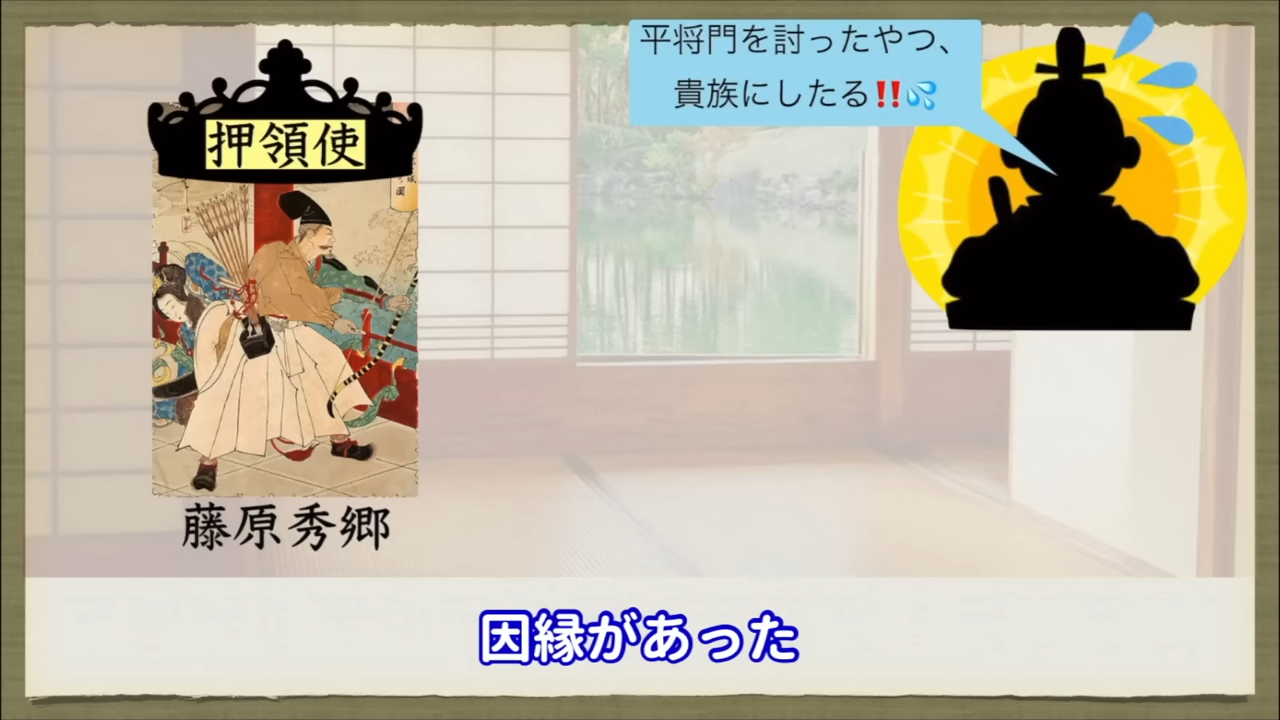 平将門を討ったやつ、
貴族にしたる‼️💦
押領使
藤原秀郷
因縁があった